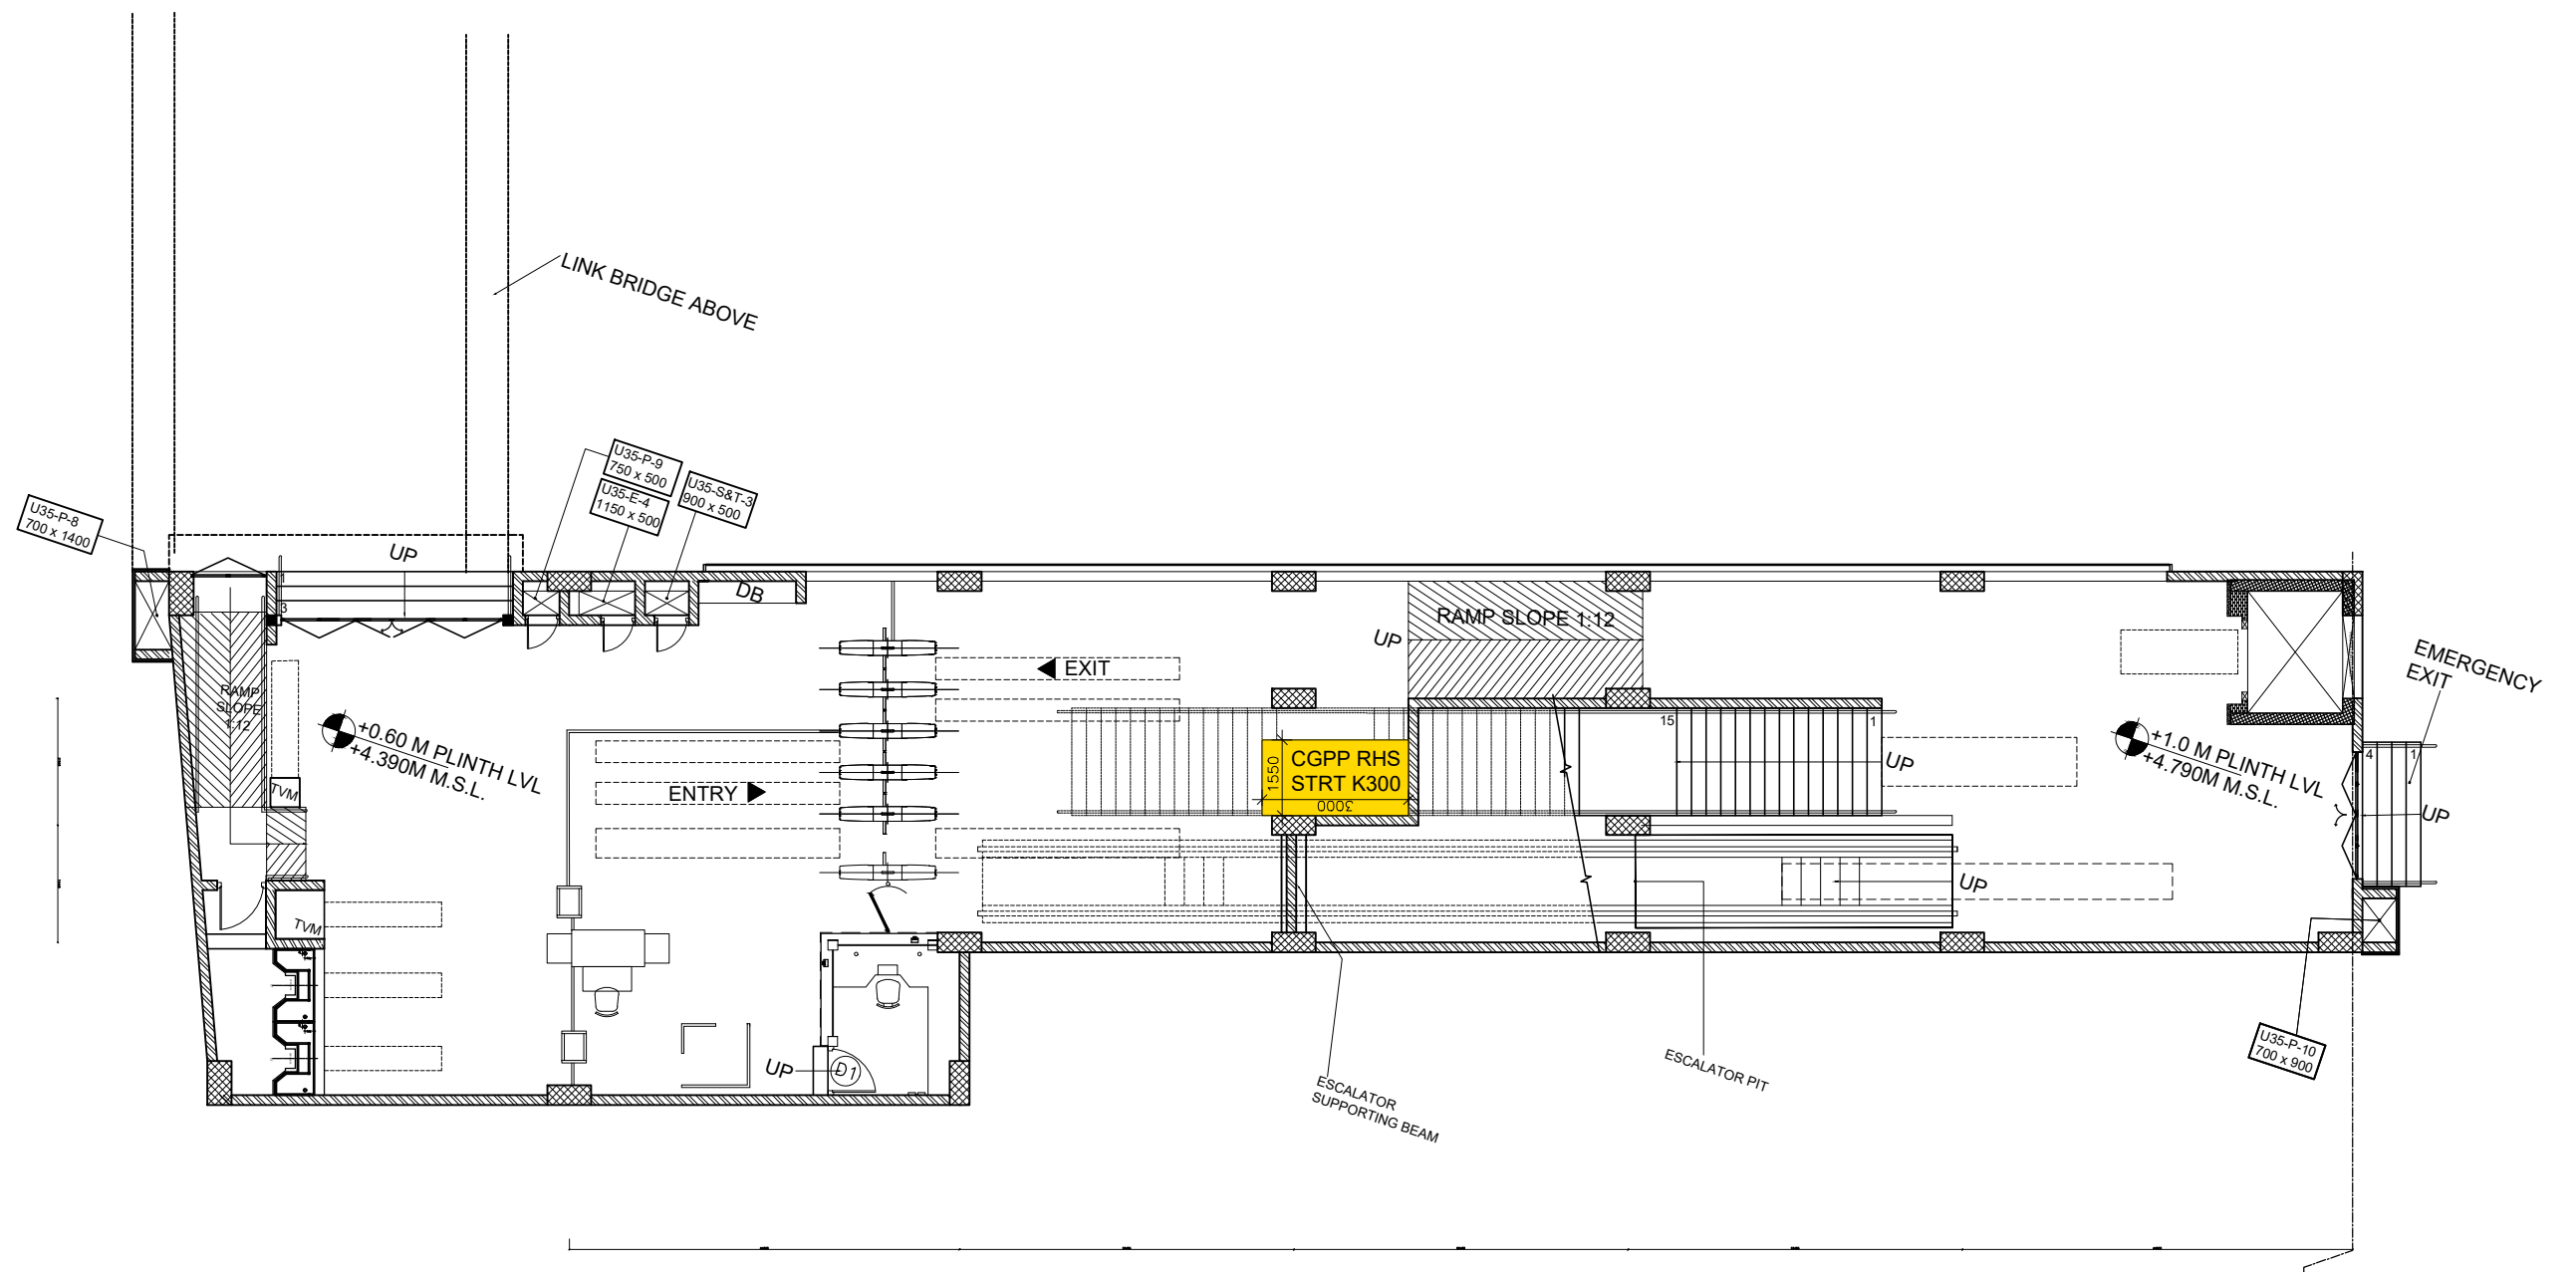 LINK BRIDGE ABOVE
U35-P-9
750 x 500
U35-E-4
1150 x 500
U35-S&T-3
900 x 500
U35-P-8
700 x 1400
UP
1
3
DB
RAMP SLOPE 1:12
UP
EXIT
EMERGENCY
EXIT
RAMP
SLOPE
1:12
+0.60 M PLINTH LVL
+4.390M M.S.L.
TVM
ENTRY
1550
CGPP RHS
STRT K300
3000
15
1
UP
+1.0 M PLINTH LVL
+4.790M M.S.L.
4
1
UP
UP
TVM
UP
D1
ESCALATOR
SUPPORTING BEAM
ESCALATOR PIT
U35-P-10
700 x 900